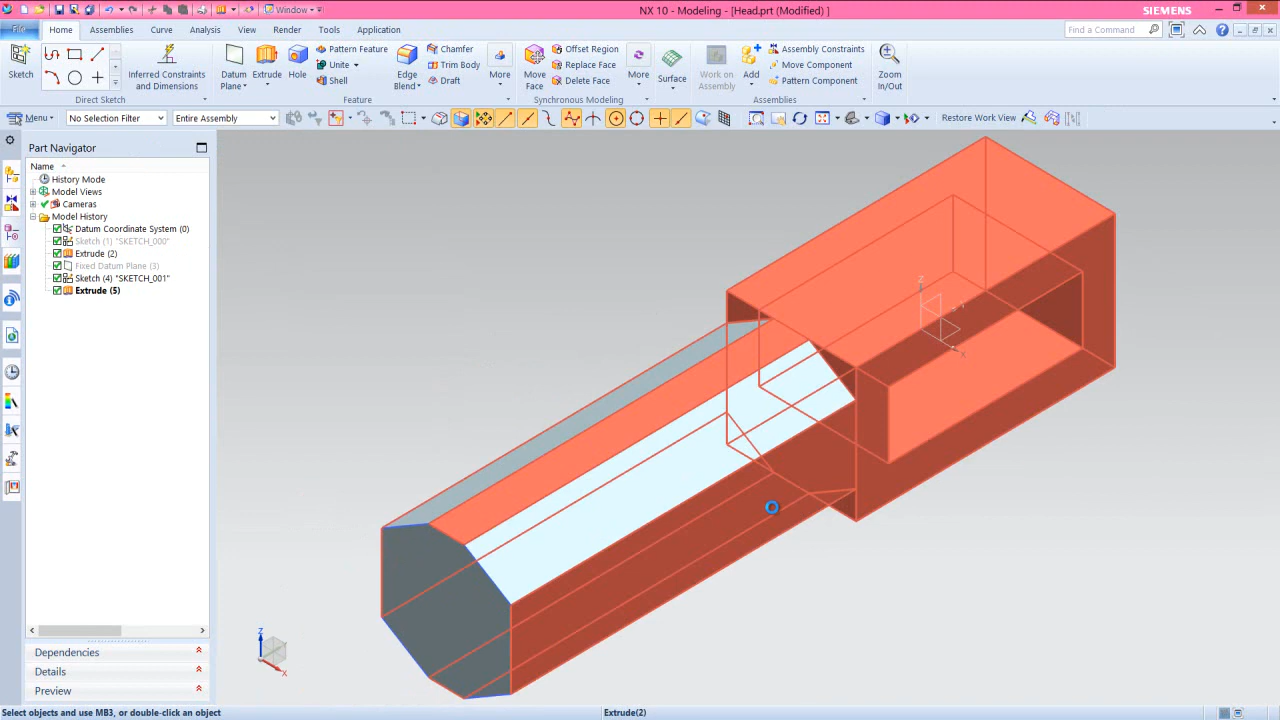 Window
NX 10 - Modeling - [Head.prt (Modified) ]
SIEMENS
File
Home
Assemblies
Curve
Analysis
View
Render
Tools
Application
Find a Command
Sketch
Direct Sketch
Inferred Constraints
and Dimensions
Datum
Plane
Extrude
Hole
Pattern Feature
Unite
Shell
Edge
Blend
Chamfer
Trim Body
Draft
More
Feature
Move
Face
Offset Region
Replace Face
Delete Face
More
Surface
Synchronous Modeling
Work on
Assembly
Add
Assembly Constraints
Move Component
Pattern Component
Assemblies
Zoom
In/Out
Menu
No Selection Filter
Entire Assembly
Restore Work View
Part Navigator
Name
History Mode
Model Views
Cameras
Model History
Datum Coordinate System (0)
Sketch (1) "SKETCH_000"
Extrude (2)
Fixed Datum Plane (3)
Sketch (4) "SKETCH_001"
Extrude (5)
Z
X
Z
X
Dependencies
Details
Preview
Select objects and use MB3, or double-click an object
Extrude(2)